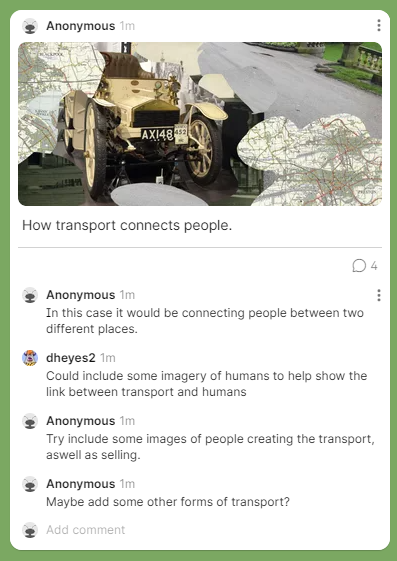 Anonymous 1m
BLACKPOOL
AX148
452
PRESTON
How transport connects people.
4
Anonymous 1m
In this case it would be connecting people between two
different places.
dheyes2 1m
Could include some imagery of humans to help show the
link between transport and humans
Anonymous 1m
Try include some images of people creating the transport,
aswell as selling.
Anonymous 1m
Maybe add some other forms of transport?
Add comment